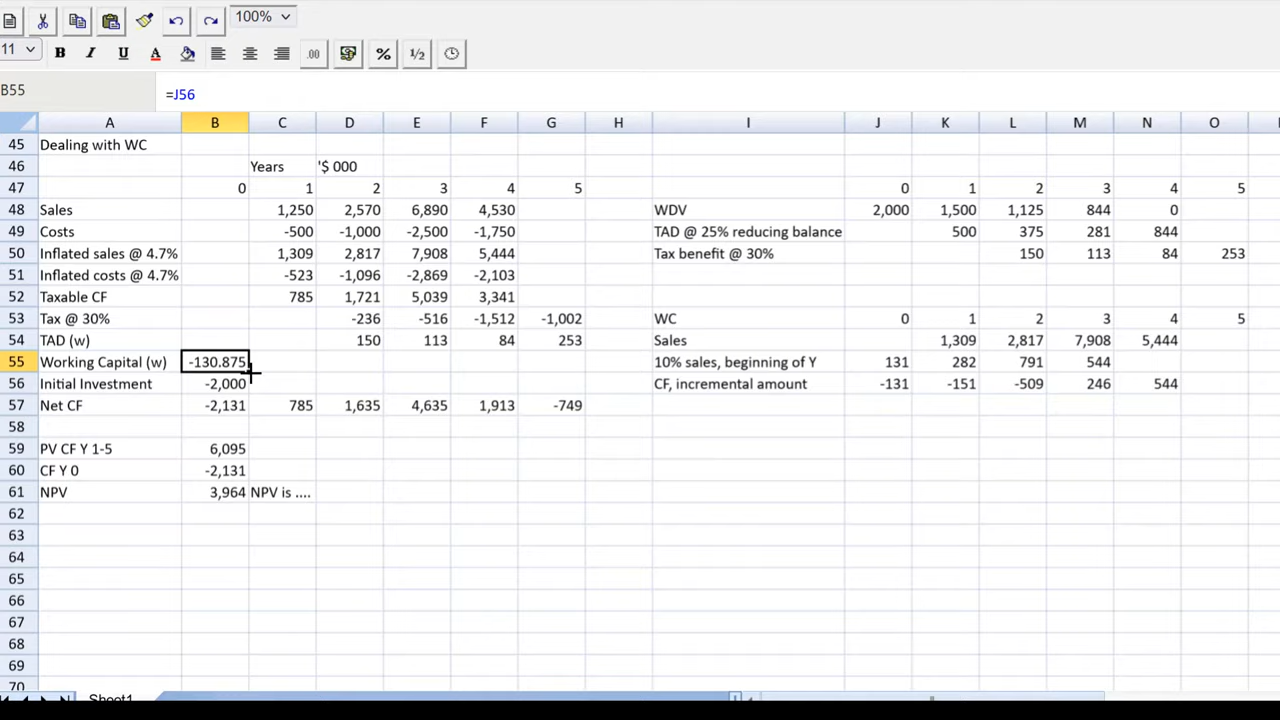 100%
11 B I U A .00 % 1/2
B55 =J56
A B C D E F G H I J K L M N O
45 Dealing with WC
46 Years '$ 000
47 0 1 2 3 4 5 0 1 2 3 4 5
48 Sales 1,250 2,570 6,890 4,530 WDV 2,000 1,500 1,125 844 0
49 Costs -500 -1,000 -2,500 -1,750 TAD @ 25% reducing balance 500 375 281 844
50 Inflated sales @ 4.7% 1,309 2,817 7,908 5,444 Tax benefit @ 30% 150 113 84 253
51 Inflated costs @ 4.7% -523 -1,096 -2,869 -2,103
52 Taxable CF 785 1,721 5,039 3,341
53 Tax @ 30% -236 -516 -1,512 -1,002 WC 0 1 2 3 4 5
54 TAD (w) 150 113 84 253 Sales 1,309 2,817 7,908 5,444
55 Working Capital (w) -130.875 10% sales, beginning of Y 131 282 791 544
56 Initial Investment -2,000 CF, incremental amount -131 -151 -509 246 544
57 Net CF -2,131 785 1,635 4,635 1,913 -749
58
59 PV CF Y 1-5 6,095
60 CF Y 0 -2,131
61 NPV 3,964 NPV is ....
62
63
64
65
66
67
68
69
70
Sheet1